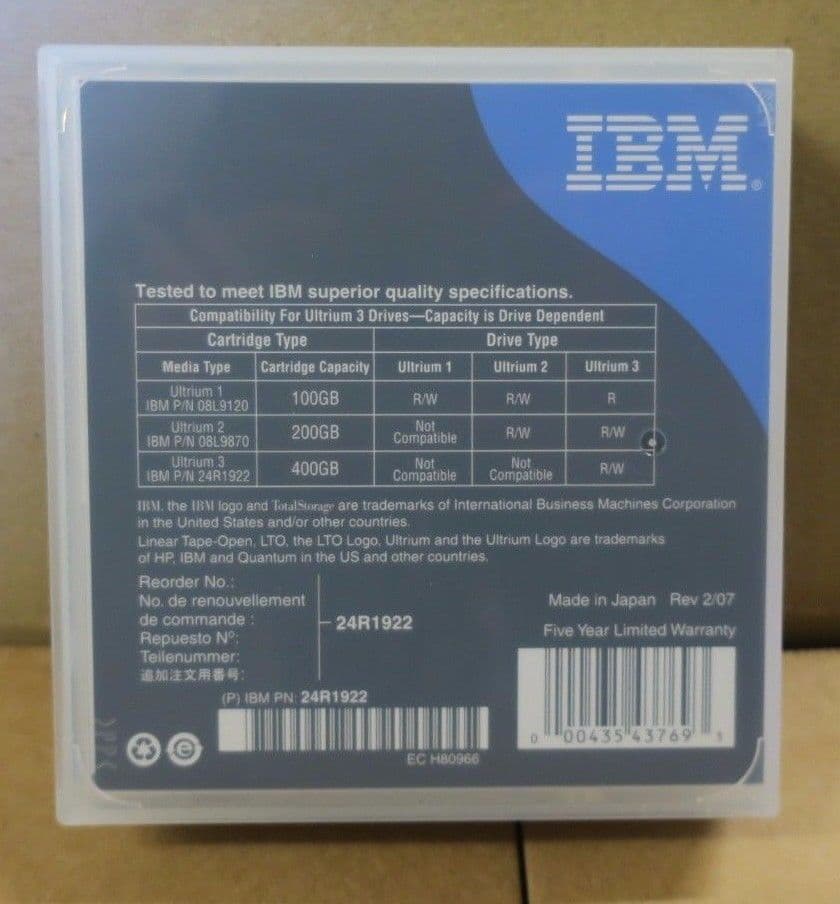 IBM®
Tested to meet IBM superior quality specifications.
Compatibility For Ultrium 3 Drives—Capacity is Drive Dependent
Cartridge Type Drive Type
Media Type Cartridge Capacity Ultrium 1 Ultrium 2 Ultrium 3
Ultrium 1
IBM P/N 08L9120 100GB R/W R/W R
Ultrium 2
IBM P/N 08L9870 200GB Not Compatible R/W R/W
Ultrium 3
IBM P/N 24R1922 400GB Not Compatible Not Compatible R/W
IBM, the IBM logo and TotalStorage are trademarks of International Business Machines Corporation
in the United States and/or other countries.
Linear Tape-Open, LTO, the LTO Logo, Ultrium and the Ultrium Logo are trademarks
of HP, IBM and Quantum in the US and other countries.
Reorder No.:
No. de renouvellement
de commande :
Repuesto Nº:
Teilenummer:
追加注文用番号:
24R1922
Made in Japan Rev 2/07
Five Year Limited Warranty
(P) IBM PN: 24R1922
EC H80966
0 00435 43769 1